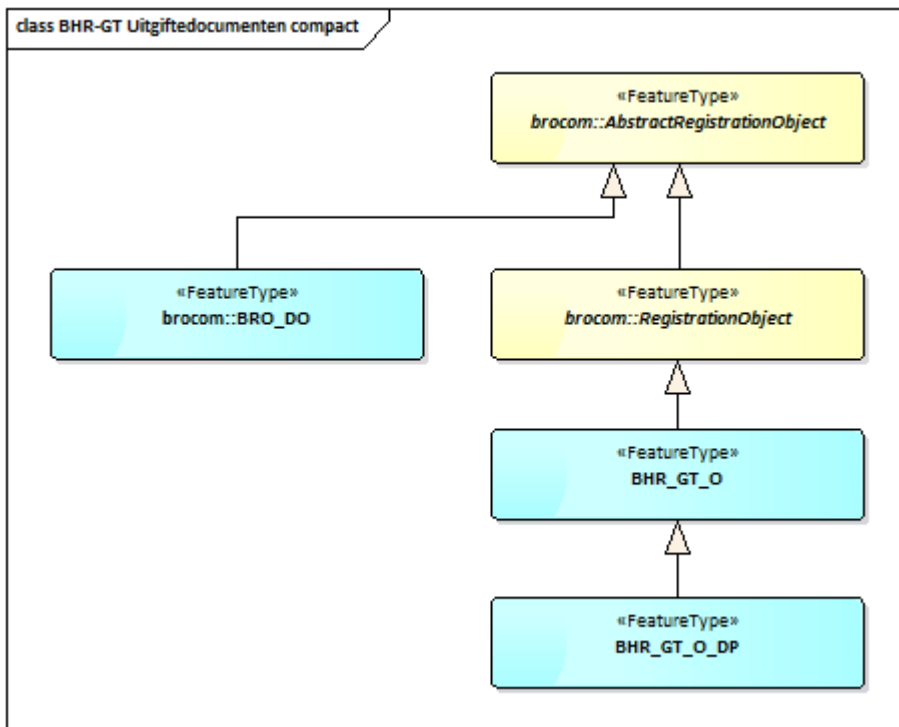 class BHR-GT Uitgiftedocumenten compact
«FeatureType»
brocom::AbstractRegistrationObject
«FeatureType»
brocom::BRO_DO
«FeatureType»
brocom::RegistrationObject
«FeatureType»
BHR_GT_O
«FeatureType»
BHR_GT_O_DP